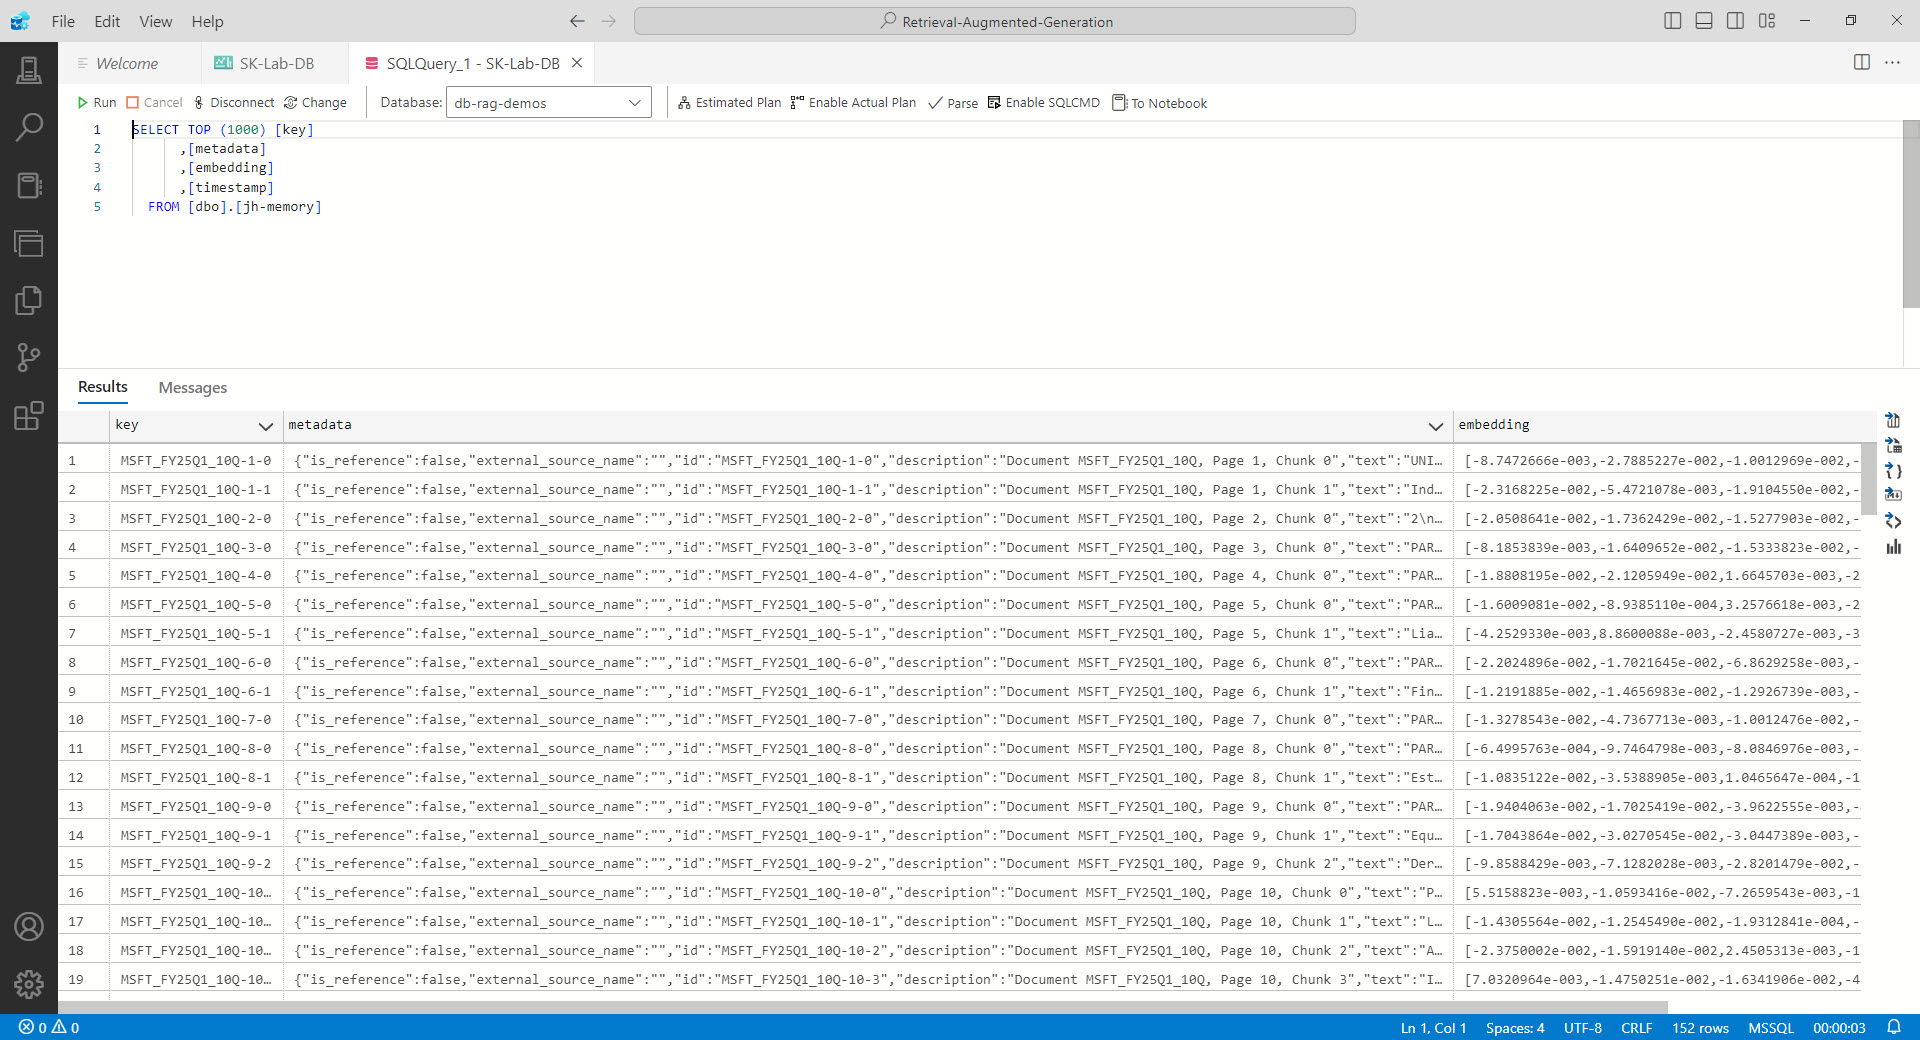 File Edit View Help
Retrieval-Augmented-Generation
Welcome
SK-Lab-DB
SQLQuery_1 - SK-Lab-DB
Run Cancel Disconnect Change Database: db-rag-demos Estimated Plan Enable Actual Plan Parse Enable SQLCMD To Notebook
1 SELECT TOP (1000) [key]
2 ,[metadata]
3 ,[embedding]
4 ,[timestamp]
5 FROM [dbo].[jh-memory]
Results Messages
key metadata embedding
1 MSFT_FY25Q1_10Q-1-0 {"is_reference":false,"external_source_name":"","id":"MSFT_FY25Q1_10Q-1-0","description":"Document MSFT_FY25Q1_10Q, Page 1, Chunk 0","text":"UNI… [-8.7472666e-003,-2.7885227e-002,-1.0012969e-002,-
2 MSFT_FY25Q1_10Q-1-1 {"is_reference":false,"external_source_name":"","id":"MSFT_FY25Q1_10Q-1-1","description":"Document MSFT_FY25Q1_10Q, Page 1, Chunk 1","text":"Ind… [-2.3168225e-002,-5.4721078e-003,-1.9104550e-002,-
3 MSFT_FY25Q1_10Q-2-0 {"is_reference":false,"external_source_name":"","id":"MSFT_FY25Q1_10Q-2-0","description":"Document MSFT_FY25Q1_10Q, Page 2, Chunk 0","text":"2\n… [-2.0508641e-002,-1.7362429e-002,-1.5277903e-002,-
4 MSFT_FY25Q1_10Q-3-0 {"is_reference":false,"external_source_name":"","id":"MSFT_FY25Q1_10Q-3-0","description":"Document MSFT_FY25Q1_10Q, Page 3, Chunk 0","text":"PAR… [-8.1853839e-003,-1.6409652e-002,-1.5333823e-002,-
5 MSFT_FY25Q1_10Q-4-0 {"is_reference":false,"external_source_name":"","id":"MSFT_FY25Q1_10Q-4-0","description":"Document MSFT_FY25Q1_10Q, Page 4, Chunk 0","text":"PAR… [-1.8808195e-002,-2.1205949e-002,1.6645703e-003,-2
6 MSFT_FY25Q1_10Q-5-0 {"is_reference":false,"external_source_name":"","id":"MSFT_FY25Q1_10Q-5-0","description":"Document MSFT_FY25Q1_10Q, Page 5, Chunk 0","text":"PAR… [-1.6009081e-002,-8.9385110e-004,3.2576618e-003,-2
7 MSFT_FY25Q1_10Q-5-1 {"is_reference":false,"external_source_name":"","id":"MSFT_FY25Q1_10Q-5-1","description":"Document MSFT_FY25Q1_10Q, Page 5, Chunk 1","text":"Lia… [-4.2529330e-003,8.8600088e-003,-2.4580727e-003,-3
8 MSFT_FY25Q1_10Q-6-0 {"is_reference":false,"external_source_name":"","id":"MSFT_FY25Q1_10Q-6-0","description":"Document MSFT_FY25Q1_10Q, Page 6, Chunk 0","text":"PAR… [-2.2024896e-002,-1.7021645e-002,-6.8629258e-003,-
9 MSFT_FY25Q1_10Q-6-1 {"is_reference":false,"external_source_name":"","id":"MSFT_FY25Q1_10Q-6-1","description":"Document MSFT_FY25Q1_10Q, Page 6, Chunk 1","text":"Fin… [-1.2191885e-002,-1.4656983e-002,-1.2926739e-003,-
10 MSFT_FY25Q1_10Q-7-0 {"is_reference":false,"external_source_name":"","id":"MSFT_FY25Q1_10Q-7-0","description":"Document MSFT_FY25Q1_10Q, Page 7, Chunk 0","text":"PAR… [-1.3278543e-002,-4.7367713e-003,-1.0012476e-002,-
11 MSFT_FY25Q1_10Q-8-0 {"is_reference":false,"external_source_name":"","id":"MSFT_FY25Q1_10Q-8-0","description":"Document MSFT_FY25Q1_10Q, Page 8, Chunk 0","text":"PAR… [-6.4995763e-004,-9.7464798e-003,-8.0846976e-003,-
12 MSFT_FY25Q1_10Q-8-1 {"is_reference":false,"external_source_name":"","id":"MSFT_FY25Q1_10Q-8-1","description":"Document MSFT_FY25Q1_10Q, Page 8, Chunk 1","text":"Est… [-1.0835122e-002,-3.5388905e-003,1.0465647e-004,-1
13 MSFT_FY25Q1_10Q-9-0 {"is_reference":false,"external_source_name":"","id":"MSFT_FY25Q1_10Q-9-0","description":"Document MSFT_FY25Q1_10Q, Page 9, Chunk 0","text":"PAR… [-1.9404063e-002,-1.7025419e-002,-3.9622555e-003,-
14 MSFT_FY25Q1_10Q-9-1 {"is_reference":false,"external_source_name":"","id":"MSFT_FY25Q1_10Q-9-1","description":"Document MSFT_FY25Q1_10Q, Page 9, Chunk 1","text":"Equ… [-1.7043864e-002,-3.0270545e-002,-3.0447389e-003,-
15 MSFT_FY25Q1_10Q-9-2 {"is_reference":false,"external_source_name":"","id":"MSFT_FY25Q1_10Q-9-2","description":"Document MSFT_FY25Q1_10Q, Page 9, Chunk 2","text":"Der… [-9.8588429e-003,-7.1282028e-003,-2.8201479e-002,-
16 MSFT_FY25Q1_10Q-10… {"is_reference":false,"external_source_name":"","id":"MSFT_FY25Q1_10Q-10-0","description":"Document MSFT_FY25Q1_10Q, Page 10, Chunk 0","text":"P… [5.5158823e-003,-1.0593416e-002,-7.2659543e-003,-1
17 MSFT_FY25Q1_10Q-10… {"is_reference":false,"external_source_name":"","id":"MSFT_FY25Q1_10Q-10-1","description":"Document MSFT_FY25Q1_10Q, Page 10, Chunk 1","text":"L… [-1.4305564e-002,-1.2545490e-002,-1.9312841e-004,-
18 MSFT_FY25Q1_10Q-10… {"is_reference":false,"external_source_name":"","id":"MSFT_FY25Q1_10Q-10-2","description":"Document MSFT_FY25Q1_10Q, Page 10, Chunk 2","text":"A… [-2.3750002e-002,-1.5919140e-002,2.4505313e-003,-1
19 MSFT_FY25Q1_10Q-10… {"is_reference":false,"external_source_name":"","id":"MSFT_FY25Q1_10Q-10-3","description":"Document MSFT_FY25Q1_10Q, Page 10, Chunk 3","text":"I… [7.0320964e-003,-1.4750251e-002,-1.6341906e-002,-4
0 0 Ln 1, Col 1 Spaces: 4 UTF-8 CRLF 152 rows MSSQL 00:00:03